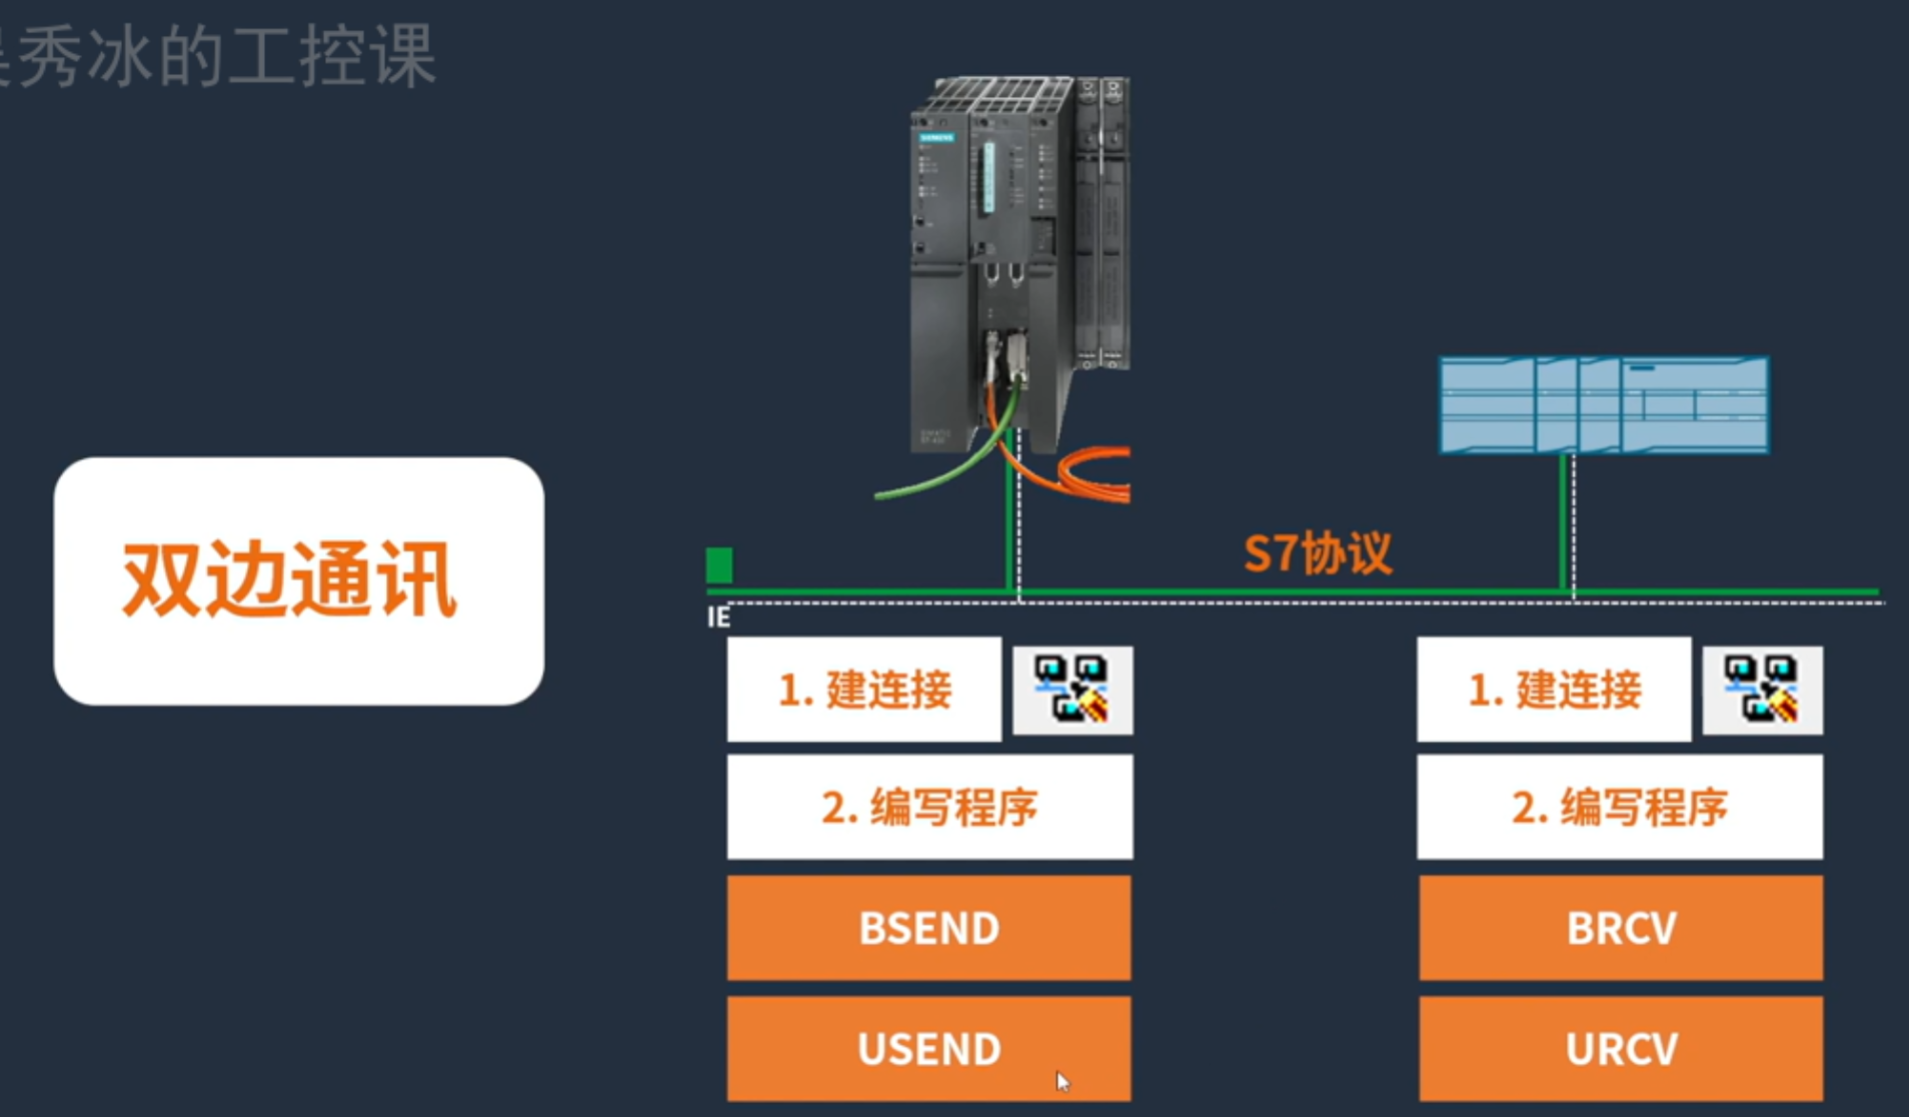 秀冰的工控课
SIEMENS
双边通讯
S7协议
IE
1. 建连接
1. 建连接
2. 编写程序
2. 编写程序
BSEND
BRCV
USEND
URCV